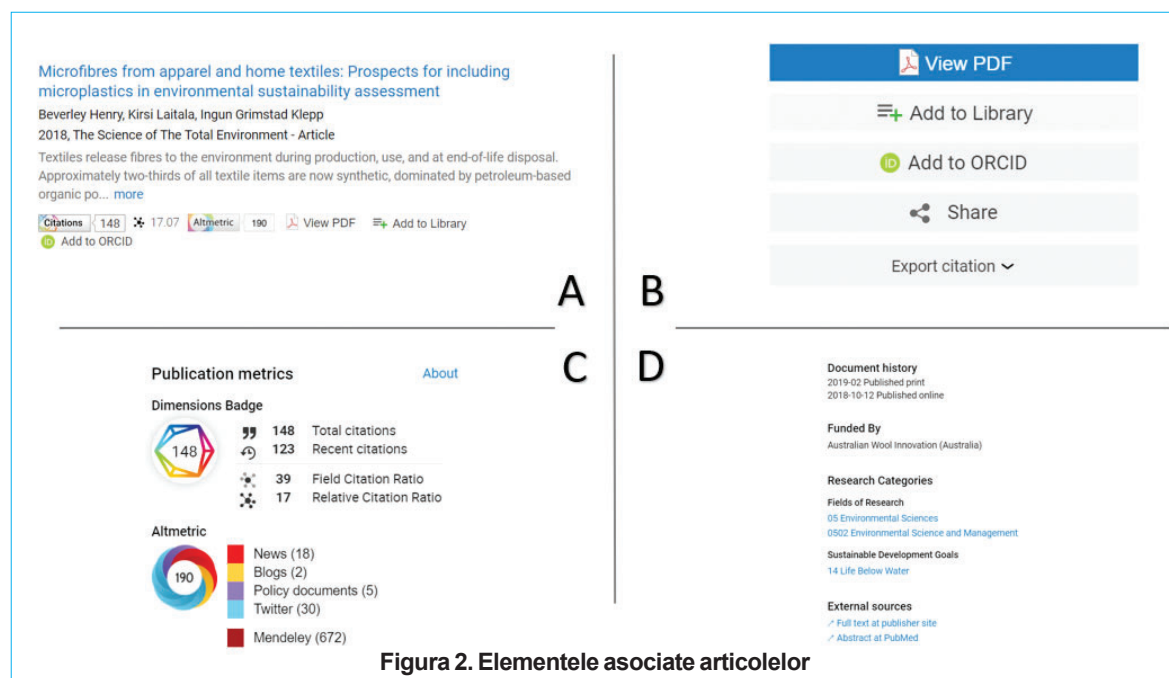 Microfibres from apparel and home textiles: Prospects for including
microplastics in environmental sustainability assessment
Beverley Henry, Kirsi Laitala, Ingun Grimstad Klepp
2018, The Science of The Total Environment - Article
Textiles release fibres to the environment during production, use, and at end-of-life disposal.
Approximately two-thirds of all textile items are now synthetic, dominated by petroleum-based
organic po... more
Citations 148 17.07 Altmetric 190 View PDF Add to Library
iD Add to ORCID
A
View PDF
Add to Library
iD Add to ORCID
Share
Export citation
B
C
Publication metrics About
Dimensions Badge
148
148 Total citations
123 Recent citations
39 Field Citation Ratio
17 Relative Citation Ratio
Altmetric
190
News (18)
Blogs (2)
Policy documents (5)
Twitter (30)
Mendeley (672)
D
Document history
2019-02 Published print
2018-10-12 Published online
Funded By
Australian Wool Innovation (Australia)
Research Categories
Fields of Research
05 Environmental Sciences
0502 Environmental Science and Management
Sustainable Development Goals
14 Life Below Water
External sources
Full text at publisher site
Abstract at PubMed
Figura 2. Elementele asociate articolelor